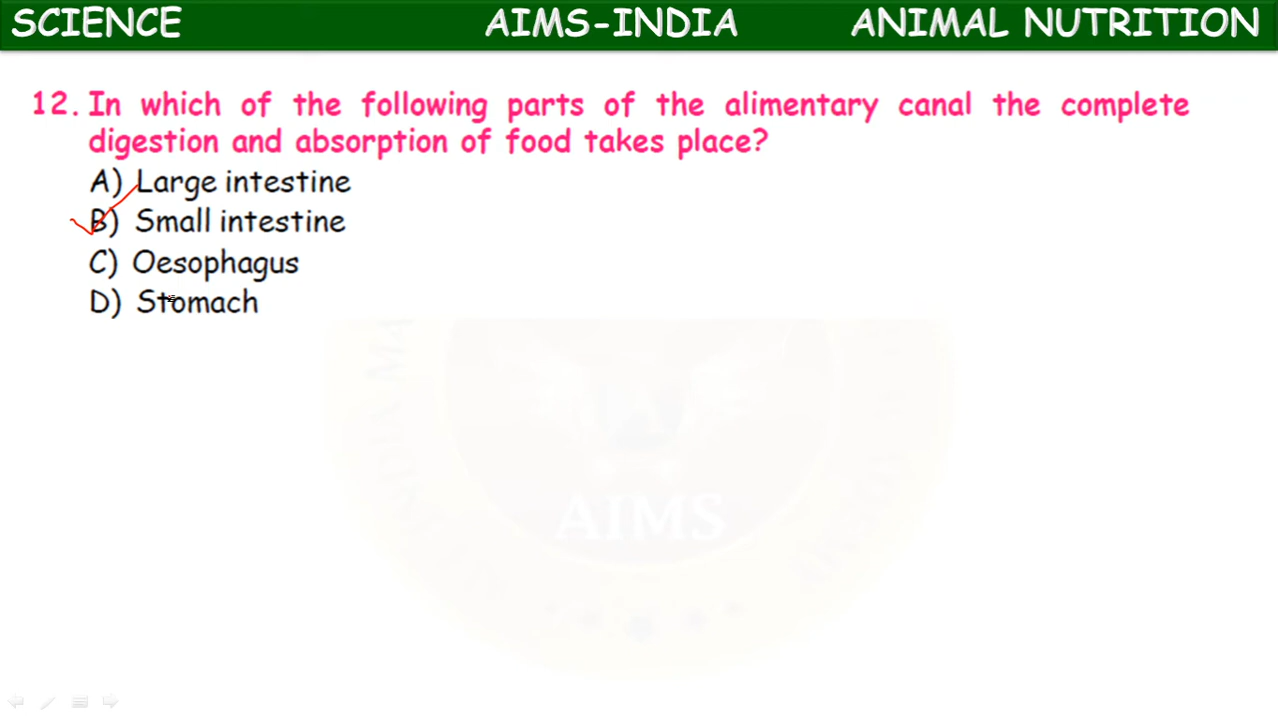 SCIENCE AIMS-INDIA ANIMAL NUTRITION
12. In which of the following parts of the alimentary canal the complete
digestion and absorption of food takes place?
A) Large intestine
B) Small intestine
C) Oesophagus
D) Stomach
AIMS